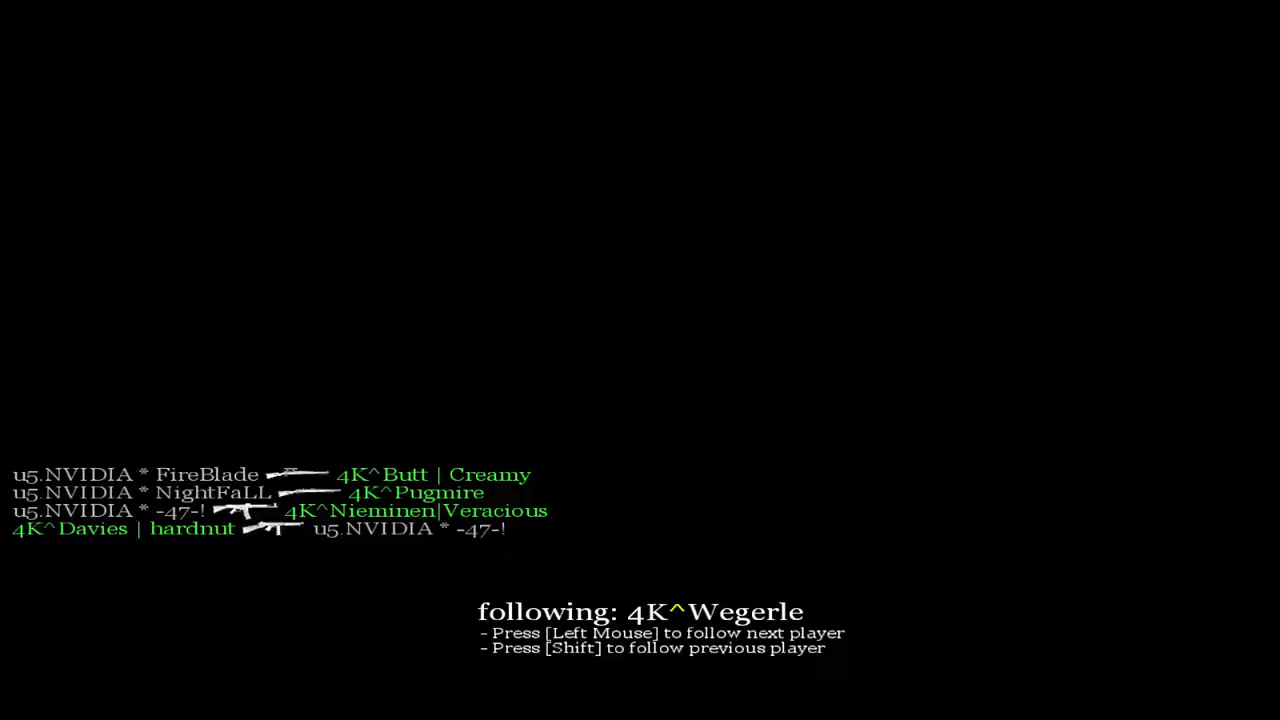 u5.NVIDIA * FireBlade 4K^Butt | Creamy
u5.NVIDIA * NightFaLL 4K^Pugmire
u5.NVIDIA * -47-! 4K^Nieminen|Veracious
4K^Davies | hardnut u5.NVIDIA * -47-!
following: 4K^Wegerle
- Press [Left Mouse] to follow next player
- Press [Shift] to follow previous player